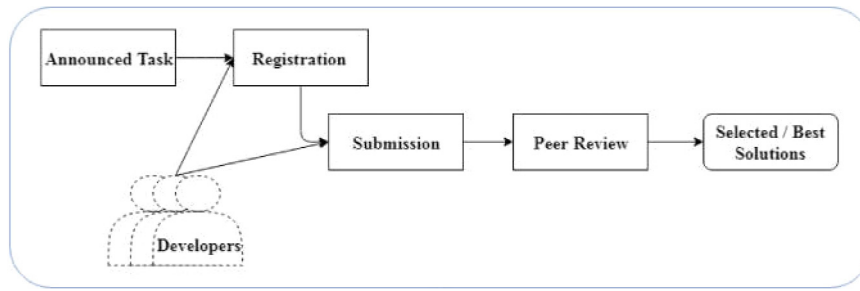 Announced Task
Registration
Submission
Peer Review
Selected / Best
Solutions
Developers